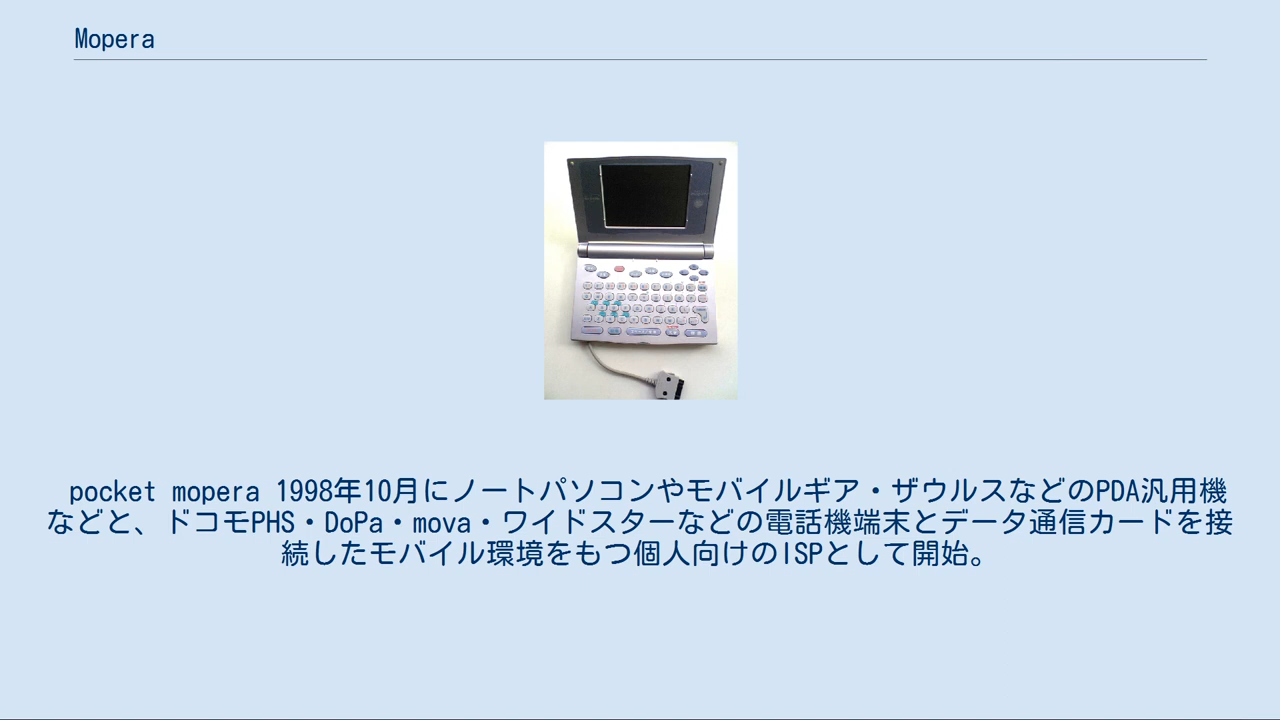 Mopera
pocket mopera 1998年10月にノートパソコンやモバイルギア・ザウルスなどのPDA汎用機
などと、ドコモPHS・DoPa・mova・ワイドスターなどの電話機端末とデータ通信カードを接
続したモバイル環境をもつ個人向けのISPとして開始。